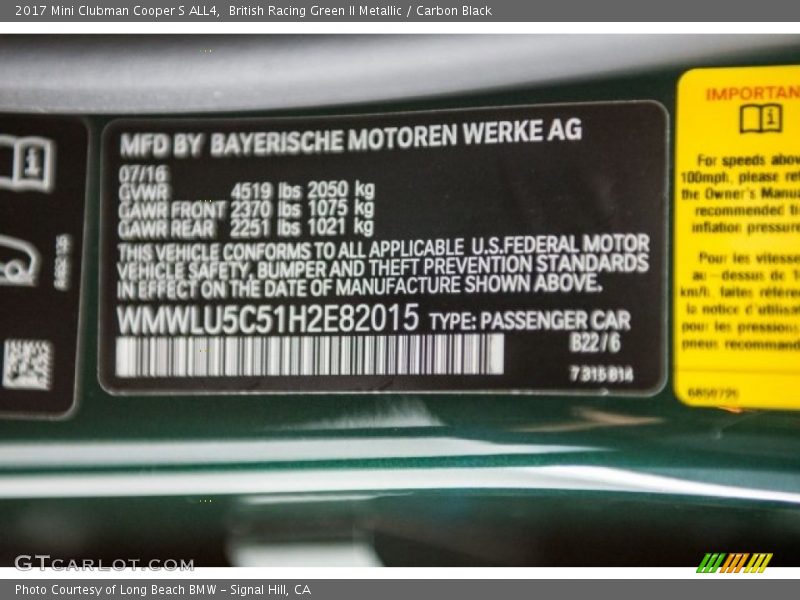 2017 Mini Clubman Cooper S ALL4,  British Racing Green II Metallic / Carbon Black
MFD BY BAYERISCHE MOTOREN WERKE AG
07/16
GVWR 4519 lbs 2050 kg
GAWR FRONT 2370 lbs 1075 kg
GAWR REAR 2251 lbs 1021 kg
THIS VEHICLE CONFORMS TO ALL APPLICABLE U.S.FEDERAL MOTOR
VEHICLE SAFETY, BUMPER AND THEFT PREVENTION STANDARDS
IN EFFECT ON THE DATE OF MANUFACTURE SHOWN ABOVE.
WMWLU5C51H2E82015 TYPE: PASSENGER CAR
B22/6
7 315 814
IMPORTAN
For speeds abov
100mph, please ref
the Owner's Manua
recommended ti
inflation pressure
Pour les vitesse
au-dessus de 1
km/h, faites référe
la notice d'utilisat
pour les pression
pneus recommand
GTCARLOT.COM
Photo Courtesy of Long Beach BMW – Signal Hill, CA